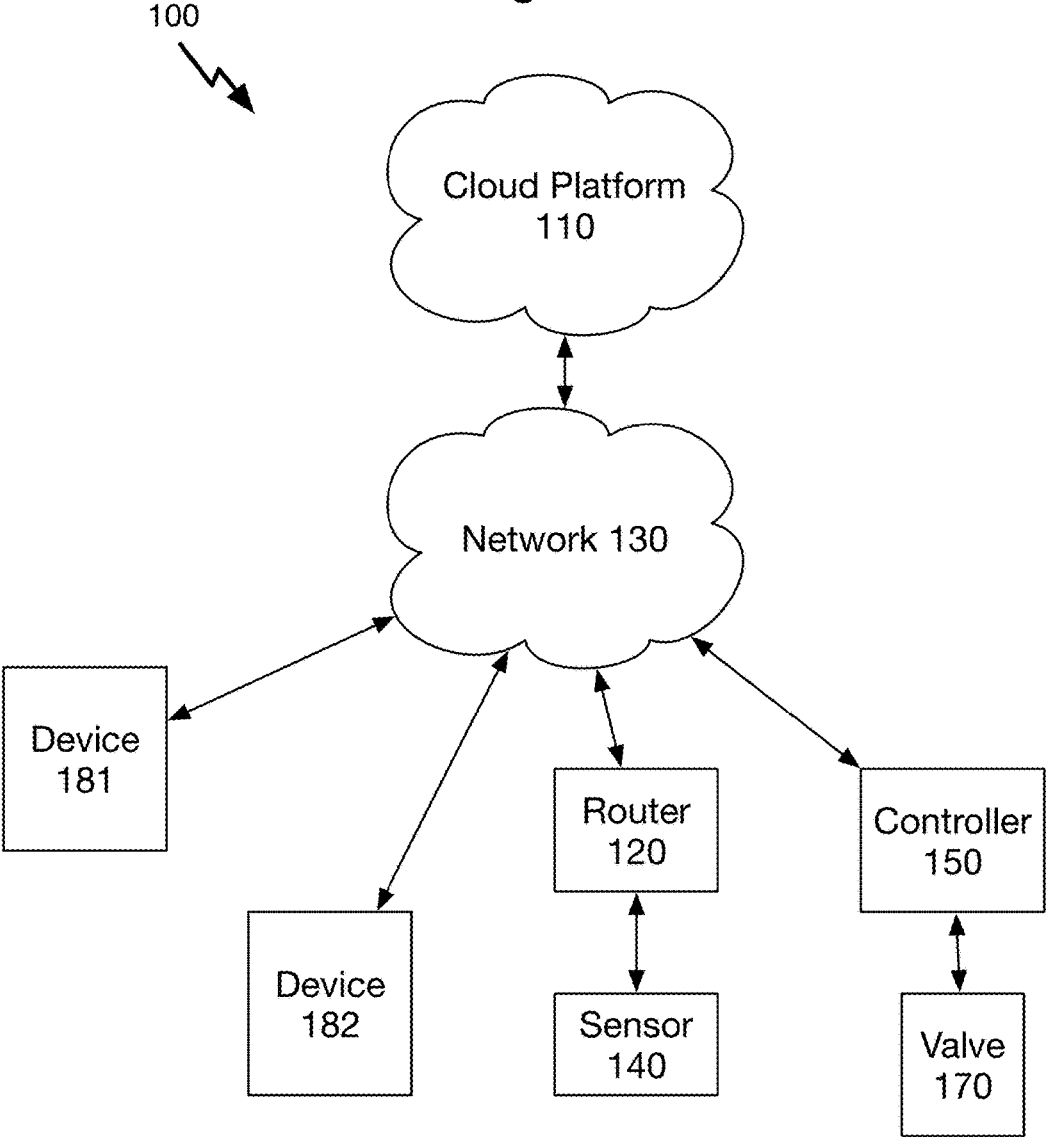 100
Cloud Platform
110
Network 130
Device
181
Router
120
Controller
150
Device
182
Sensor
140
Valve
170